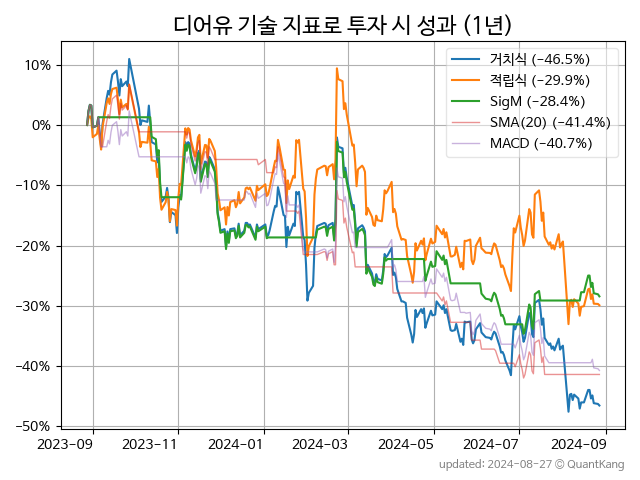 디어유 기술 지표로 투자 시 성과 (1년)
거치식 (−46.5%)
적립식 (−29.9%)
SigM (−28.4%)
SMA(20) (−41.4%)
MACD (−40.7%)
10%
0%
−10%
−20%
−30%
−40%
−50%
2023-09 2023-11 2024-01 2024-03 2024-05 2024-07 2024-09
updated: 2024-08-27 © QuantKang